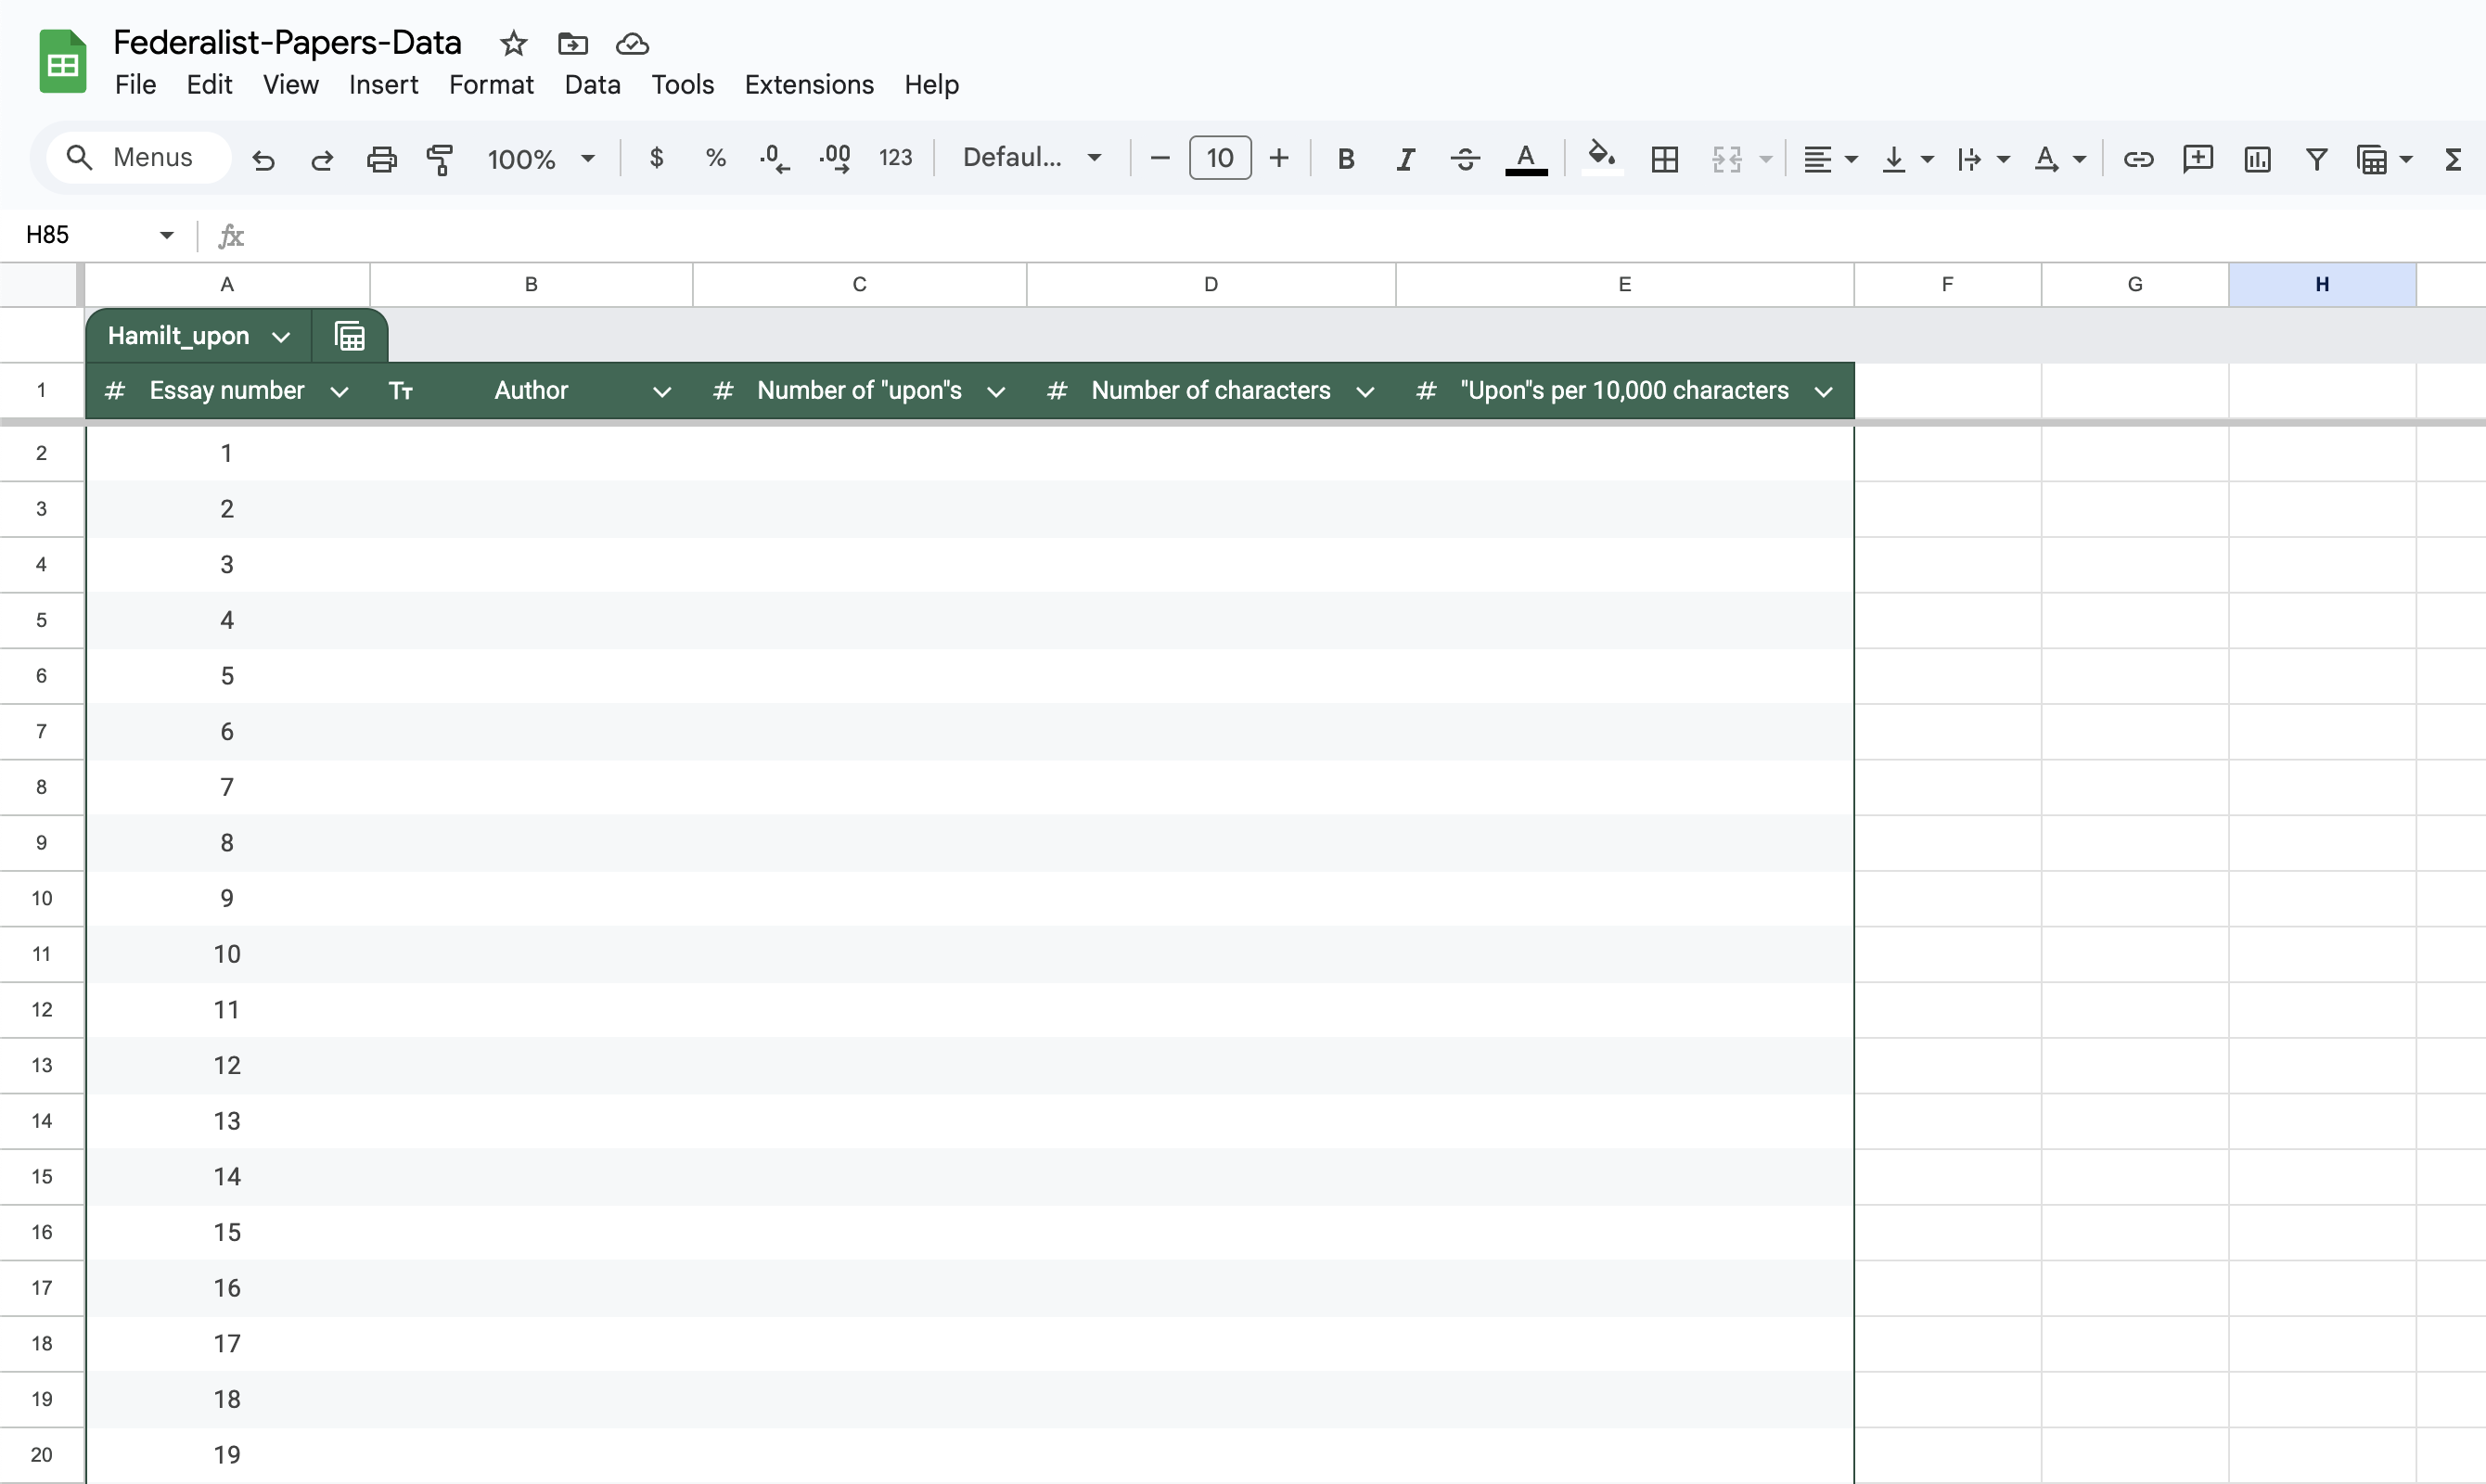 Federalist-Papers-Data
File Edit View Insert Format Data Tools Extensions Help
Menus 100% $ % .0 .00 123 Defaul... 10 B I S A A Σ
H85 fx
A B C D E F G H
Hamilt_upon
1 # Essay number Tт Author # Number of "upon"s # Number of characters # "Upon"s per 10,000 characters
2 1
3 2
4 3
5 4
6 5
7 6
8 7
9 8
10 9
11 10
12 11
13 12
14 13
15 14
16 15
17 16
18 17
19 18
20 19